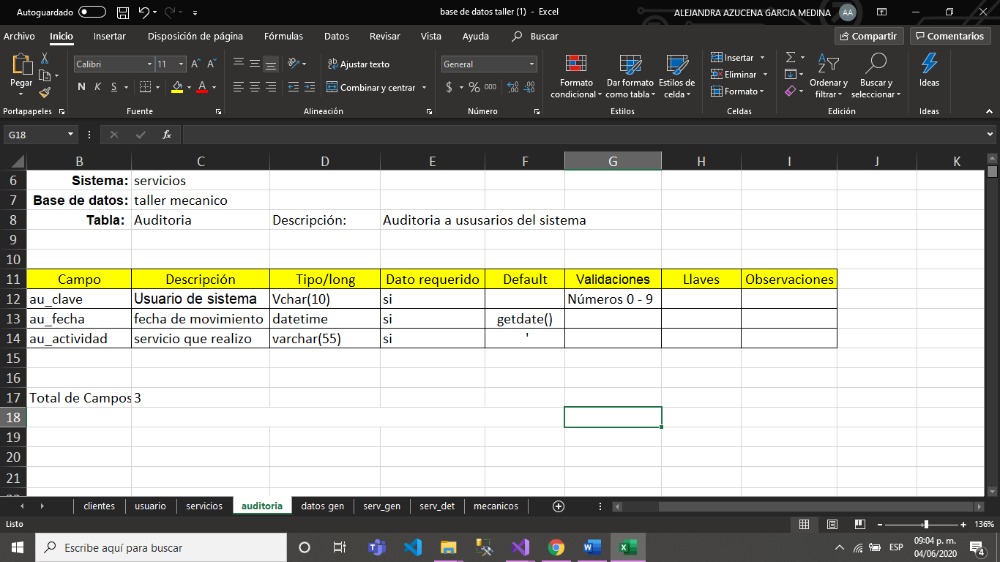 Autoguardado base de datos taller (1) - Excel ALEJANDRA AZUCENA GARCIA MEDINA AA
Archivo Inicio Insertar Disposición de página Fórmulas Datos Revisar Vista Ayuda Buscar Compartir Comentarios
Pegar
Calibri 11
N K S
Ajustar texto
Combinar y centrar
General
$ % 000
Formato condicional
Dar formato como tabla
Estilos de celda
Insertar
Eliminar
Formato
Ordenar y filtrar
Buscar y seleccionar
Ideas
Portapapeles Fuente Alineación Número Estilos Celdas Edición Ideas
G18 fx
B C D E F G H I J K
6 Sistema: servicios
7 Base de datos: taller mecanico
8 Tabla: Auditoria Descripción: Auditoria a ususarios del sistema
9
10
11 Campo Descripción Tipo/long Dato requerido Default Validaciones Llaves Observaciones
12 au_clave Usuario de sistema Vchar(10) si Números 0 - 9
13 au_fecha fecha de movimiento datetime si getdate()
14 au_actividad servicio que realizo varchar(55) si '
15
16
17 Total de Campos 3
18
19
20
21
clientes usuario servicios auditoria datos gen serv_gen serv_det mecanicos
Listo 136%
Escribe aquí para buscar ESP 09:04 p. m.
04/06/2020 4